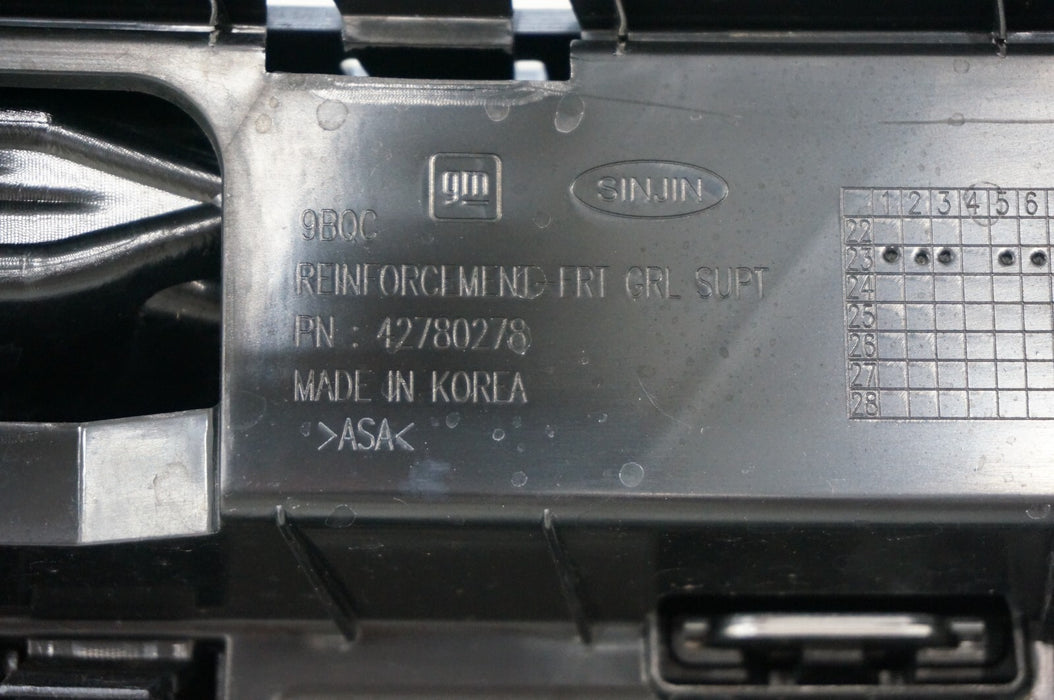 gm SINJIN
9BQC
REINFORCEMENT-FRT GRL SUPT
PN : 42780278
MADE IN KOREA
>ASA<
1 2 3 4 5 6
22
23
24
25
26
27
28